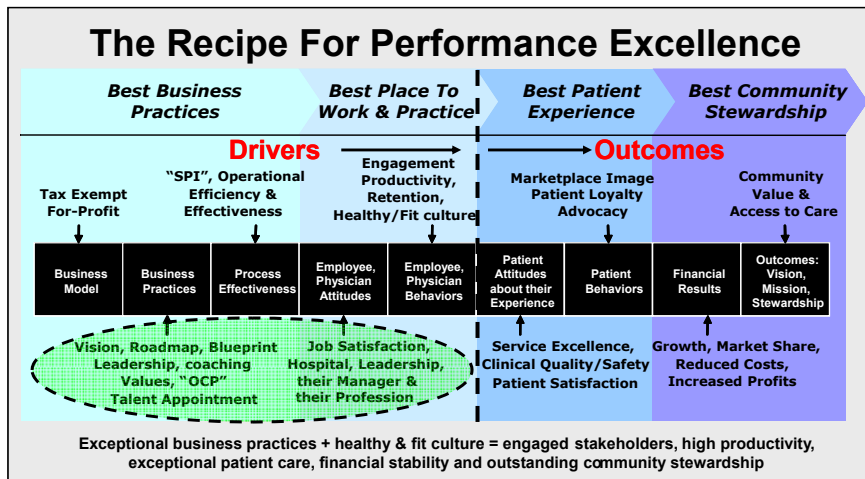 The Recipe For Performance Excellence
Best Business
Practices
Best Place To
Work & Practice
Best Patient
Experience
Best Community
Stewardship
Drivers
Outcomes
Tax Exempt
For-Profit
"SPI", Operational
Efficiency &
Effectiveness
Engagement
Productivity,
Retention,
Healthy/Fit culture
Marketplace Image
Patient Loyalty
Advocacy
Community
Value &
Access to Care
Business
Model
Business
Practices
Process
Effectiveness
Employee,
Physician
Attitudes
Employee,
Physician
Behaviors
Patient
Attitudes
about their
Experience
Patient
Behaviors
Financial
Results
Outcomes:
Vision,
Mission,
Stewardship
Vision, Roadmap, Blueprint
Leadership, coaching
Values, "OCP"
Talent Appointment
Job Satisfaction,
Hospital, Leadership,
their Manager &
their Profession
Service Excellence,
Clinical Quality/Safety
Patient Satisfaction
Growth, Market Share,
Reduced Costs,
Increased Profits
Exceptional business practices + healthy & fit culture = engaged stakeholders, high productivity,
exceptional patient care, financial stability and outstanding community stewardship